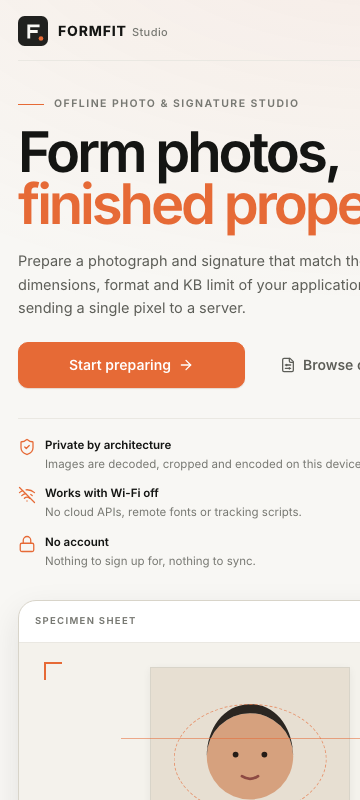 FORMFIT Studio
OFFLINE PHOTO & SIGNATURE STUDIO
Form photos,
finished prope
Prepare a photograph and signature that match th
dimensions, format and KB limit of your application
sending a single pixel to a server.
Start preparing →
Browse
Private by architecture
Images are decoded, cropped and encoded on this device
Works with Wi-Fi off
No cloud APIs, remote fonts or tracking scripts.
No account
Nothing to sign up for, nothing to sync.
SPECIMEN SHEET